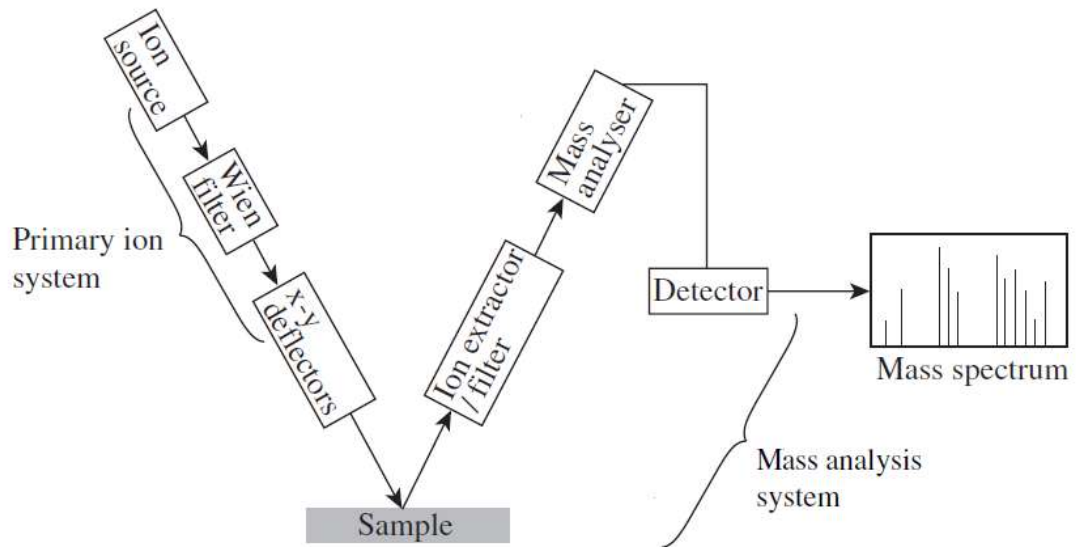 Ion
source
Wien
filter
Primary ion
system
x-y
deflectors
Sample
Ion extractor
/ filter
Mass
analyser
Detector
Mass spectrum
Mass analysis
system